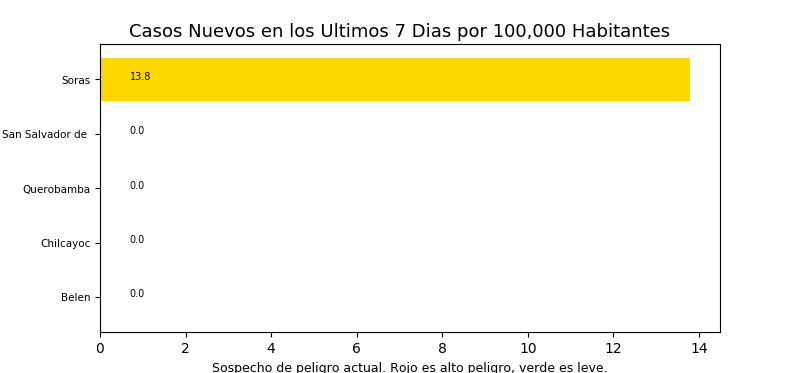 Casos Nuevos en los Ultimos 7 Dias por 100,000 Habitantes
Soras 13.8
San Salvador de 0.0
Querobamba 0.0
Chilcayoc 0.0
Belen 0.0
0 2 4 6 8 10 12 14
Sospecho de peligro actual. Rojo es alto peligro, verde es leve.